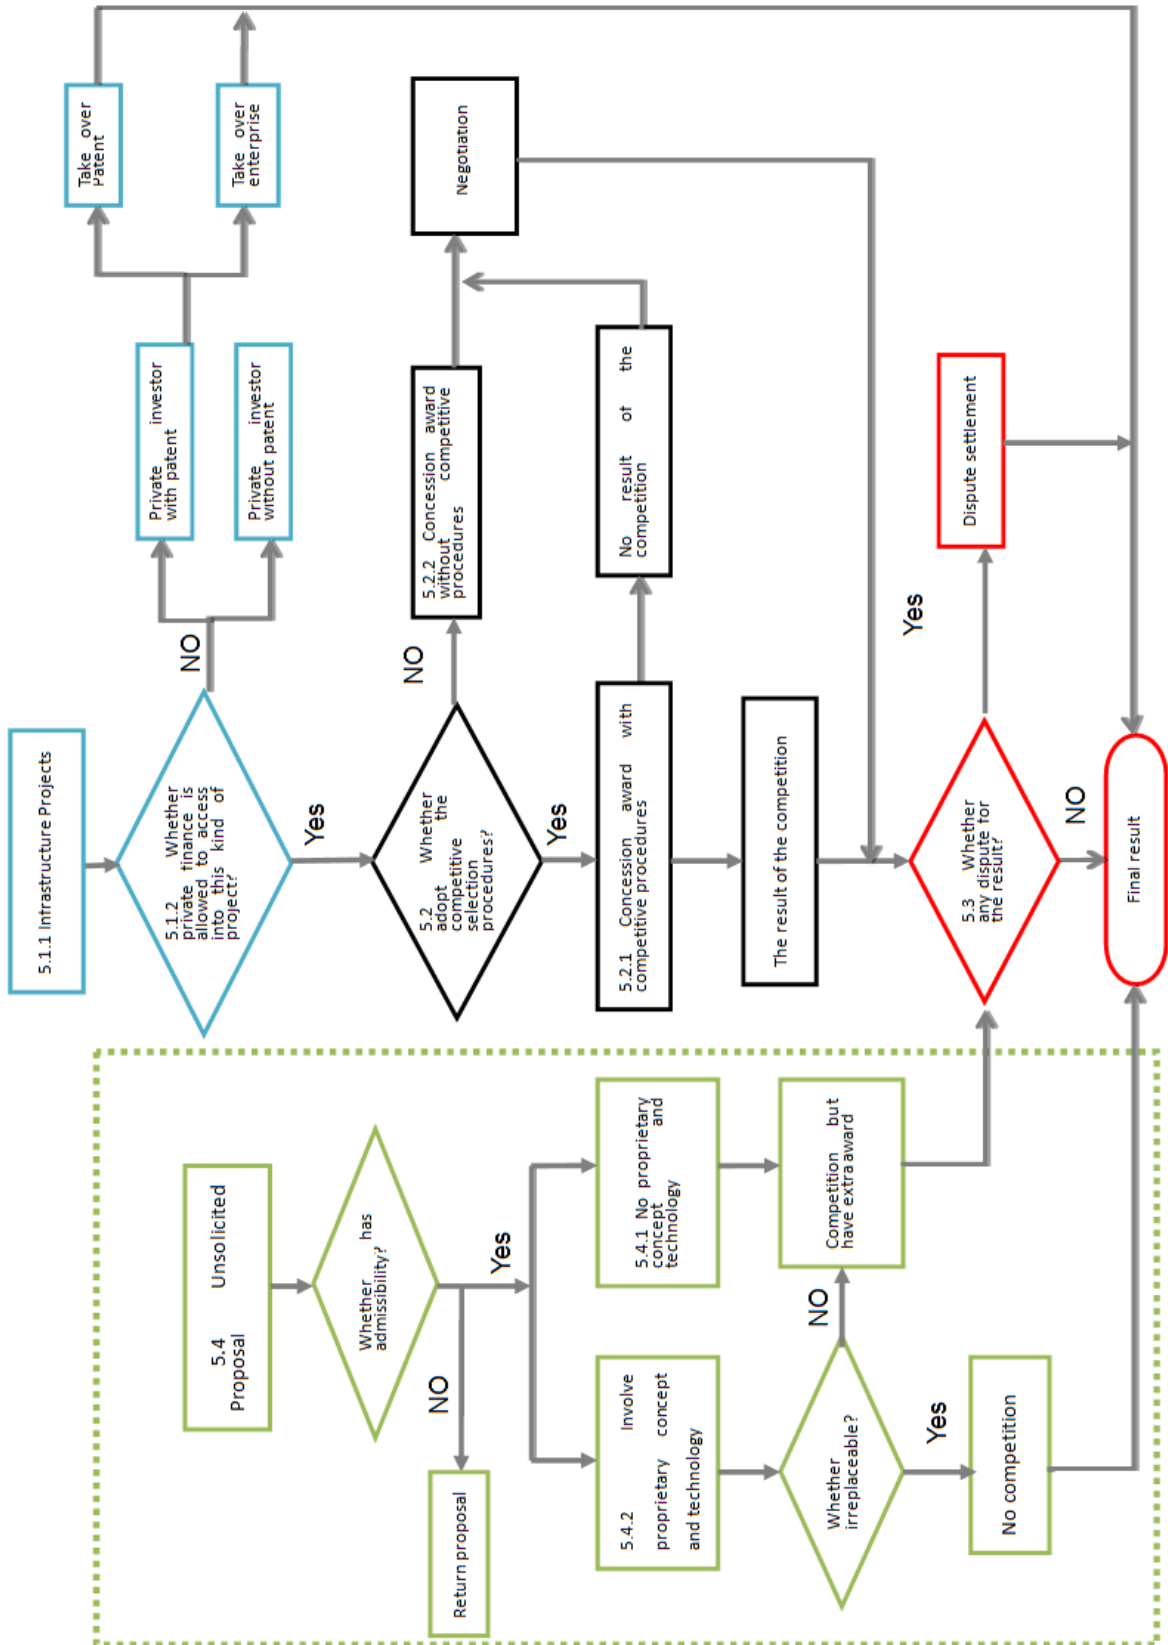 5.1.1 Infrastructure Projects
5.1.2 Whether
private finance is
allowed to access
into this kind of
project?
NO
Yes
Private investor
with patent
Private investor
without patent
Take over
Patent
Take over
enterprise
5.2 Whether
adopt the
competitive
selection
procedures?
NO
Yes
5.2.2 Concession award
without competitive
procedures
Negotiation
5.2.1 Concession award with
competitive procedures
No result of the
competition
The result of the competition
5.3 Whether
any dispute for
the result?
Yes
NO
Dispute settlement
Final result
5.4 Unsolicited
Proposal
Whether has
admissibility?
NO
Yes
Return proposal
5.4.1 No proprietary
concept and
technology
5.4.2 Involve
proprietary concept
and technology
Whether
irreplaceable?
NO
Yes
Competition but
have extra award
No competition